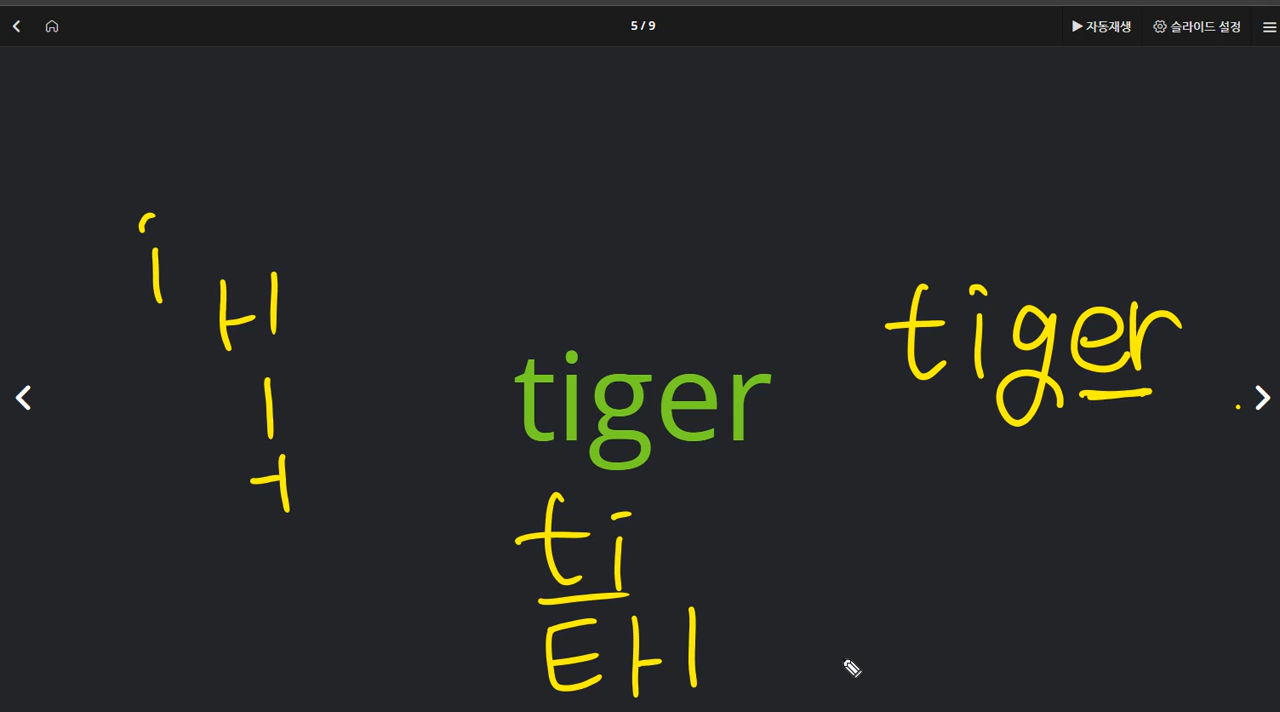 5 / 9
▶ 자동재생
슬라이드 설정
i
ㅏㅣ
ㅣ
ㅓ
tiger
tiger
ti
ㅌㅏㅣ